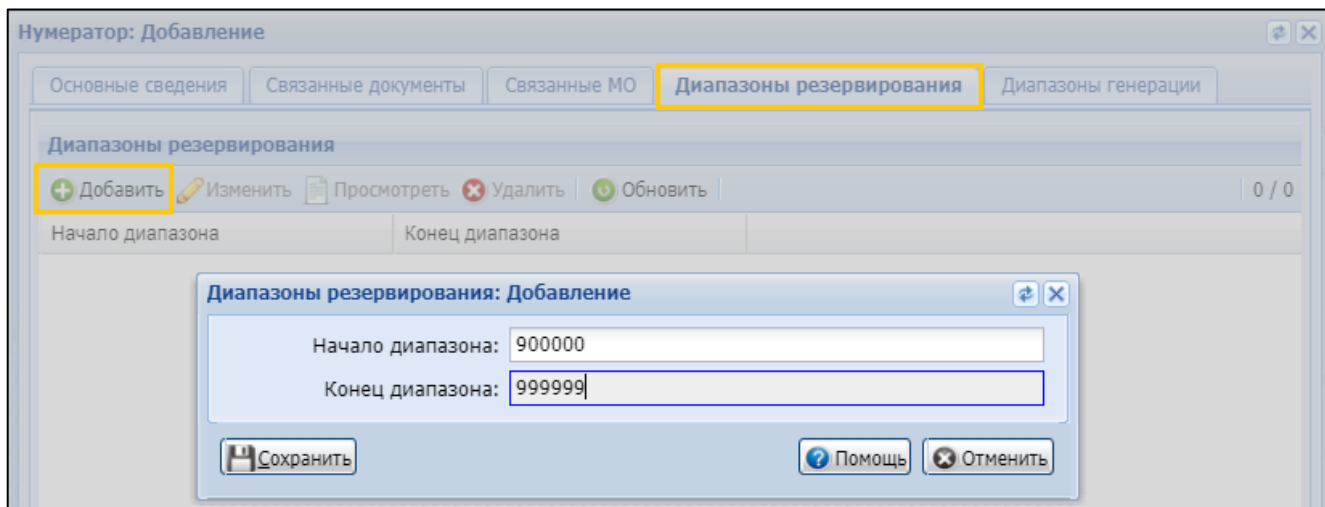 Нумератор: Добавление
Основные сведения Связанные документы Связанные МО Диапазоны резервирования Диапазоны генерации
Диапазоны резервирования
Добавить Изменить Просмотреть Удалить Обновить 0 / 0
Начало диапазона Конец диапазона
Диапазоны резервирования: Добавление
Начало диапазона: 900000
Конец диапазона: 999999
Сохранить Помощь Отменить